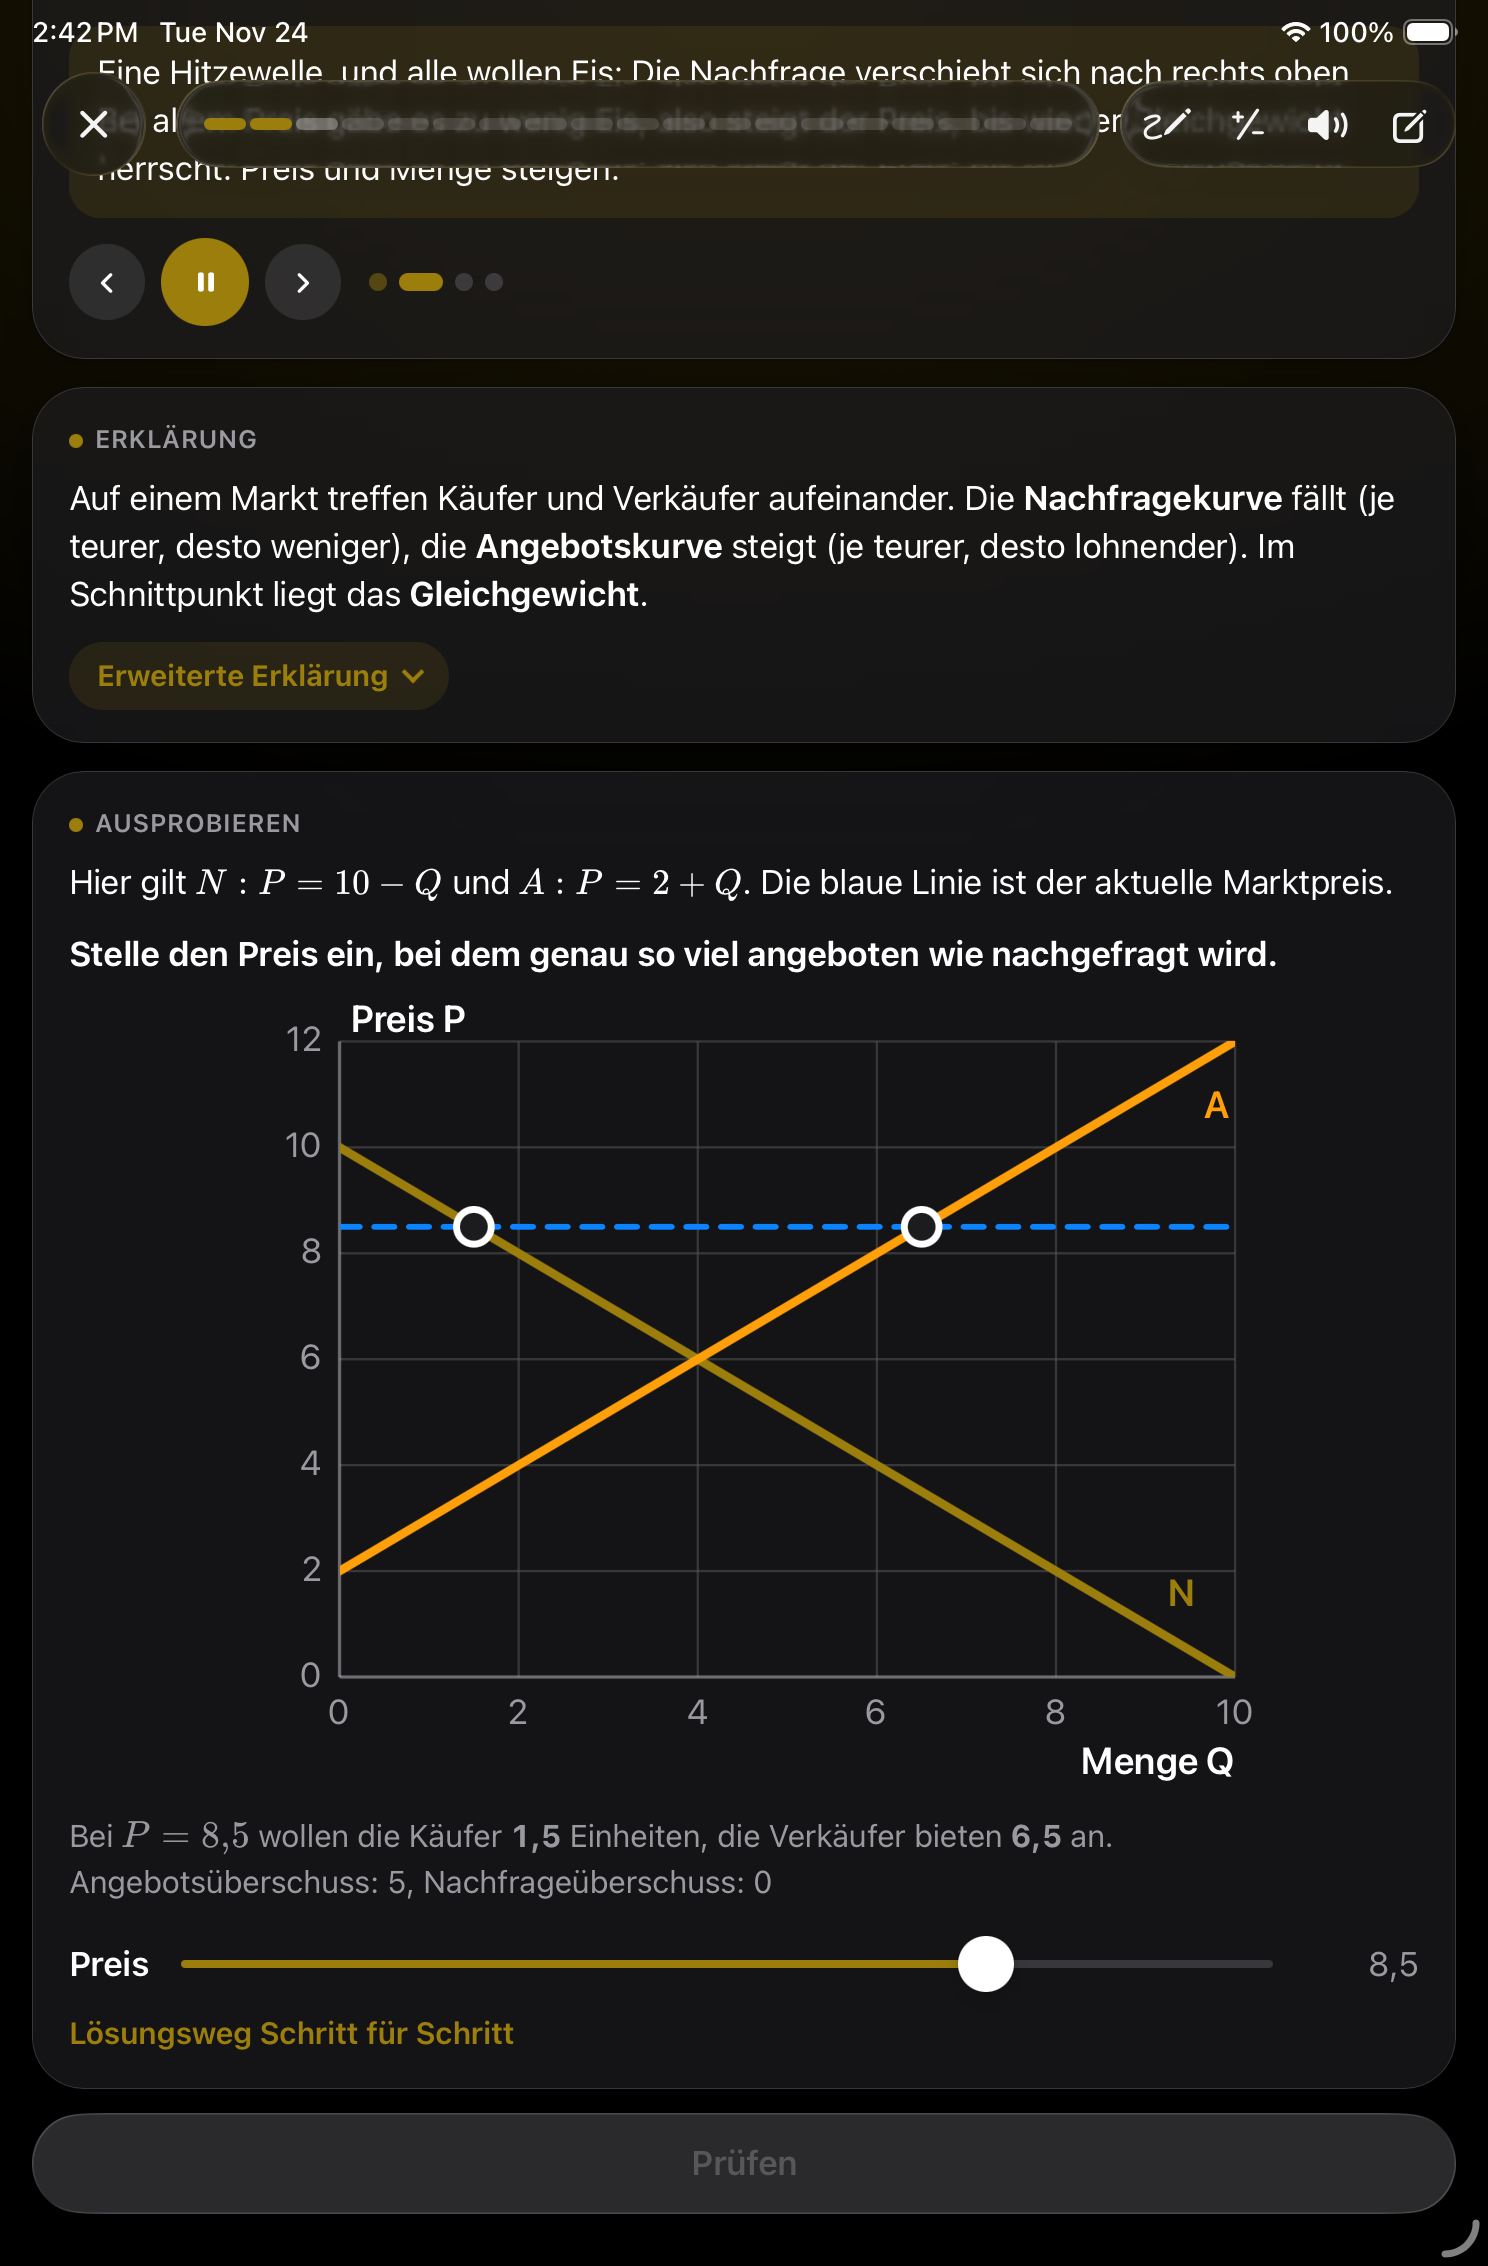 2:42 PM Tue Nov 24
100%
Eine Hitzewelle, und alle wollen Eis: Die Nachfrage verschiebt sich nach rechts oben
herrscht. Preis und Menge steigen.
ERKLÄRUNG
Auf einem Markt treffen Käufer und Verkäufer aufeinander. Die Nachfragekurve fällt (je
teurer, desto weniger), die Angebotskurve steigt (je teurer, desto lohnender). Im
Schnittpunkt liegt das Gleichgewicht.
Erweiterte Erklärung
AUSPROBIEREN
Hier gilt N : P = 10 − Q und A : P = 2 + Q. Die blaue Linie ist der aktuelle Marktpreis.
Stelle den Preis ein, bei dem genau so viel angeboten wie nachgefragt wird.
Preis P
12
A
10
8
6
4
2
N
0
0 2 4 6 8 10
Menge Q
Bei P = 8,5 wollen die Käufer 1,5 Einheiten, die Verkäufer bieten 6,5 an.
Angebotsüberschuss: 5, Nachfrageüberschuss: 0
Preis 8,5
Lösungsweg Schritt für Schritt
Prüfen